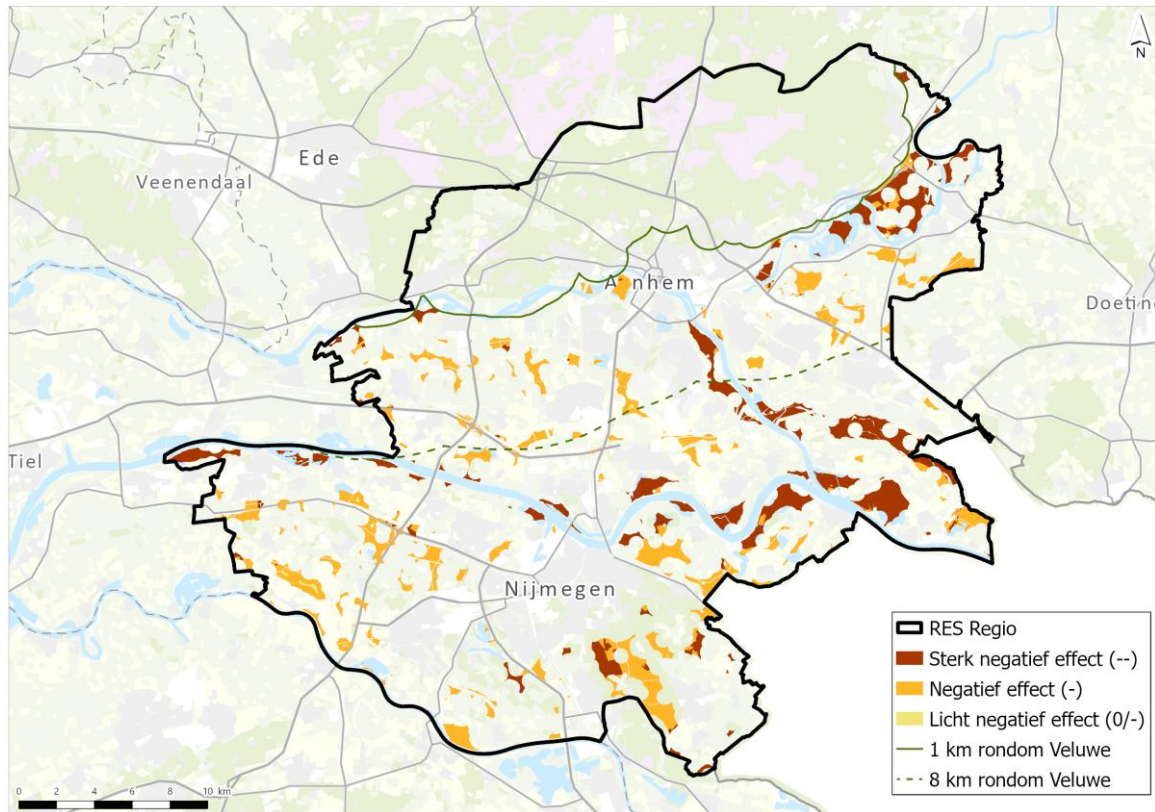 N
Ede
Veenendaal
Arnhem
Doetinc
Tiel
Nijmegen
RES Regio
Sterk negatief effect (--)
Negatief effect (-)
Licht negatief effect (0/-)
1 km rondom Veluwe
8 km rondom Veluwe
0 2 4 6 8 10 km